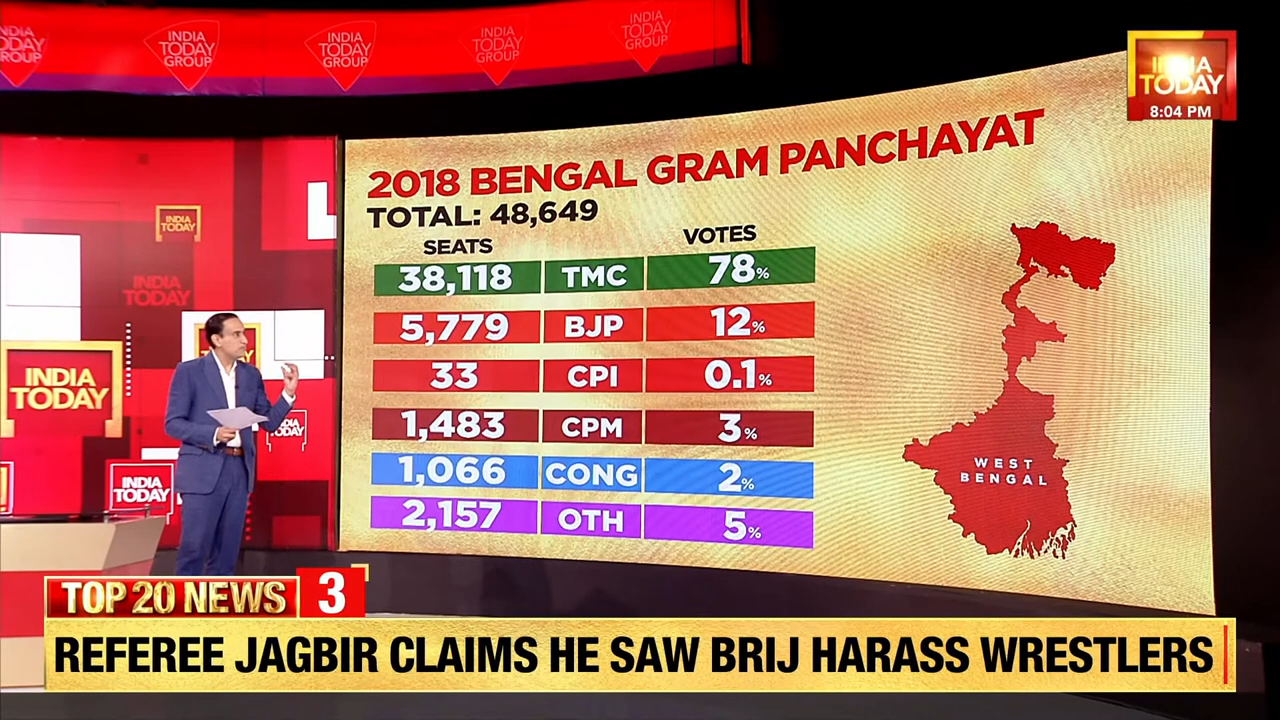 INDIA
TODAY
GROUP
INDIA
TODAY
GROUP
INDIA
TODAY
GROUP
INDIA
TODAY
GROUP
INDIA
TODAY
8:04 PM
2018 BENGAL GRAM PANCHAYAT
TOTAL: 48,649
SEATS VOTES
38,118 TMC 78%
5,779 BJP 12%
33 CPI 0.1%
1,483 CPM 3%
1,066 CONG 2%
2,157 OTH 5%
WEST
BENGAL
INDIA
TODAY
INDIA
TODAY
INDIA
TODAY
INDIA
TODAY
TODAY
TOP 20 NEWS 3
REFEREE JAGBIR CLAIMS HE SAW BRIJ HARASS WRESTLERS